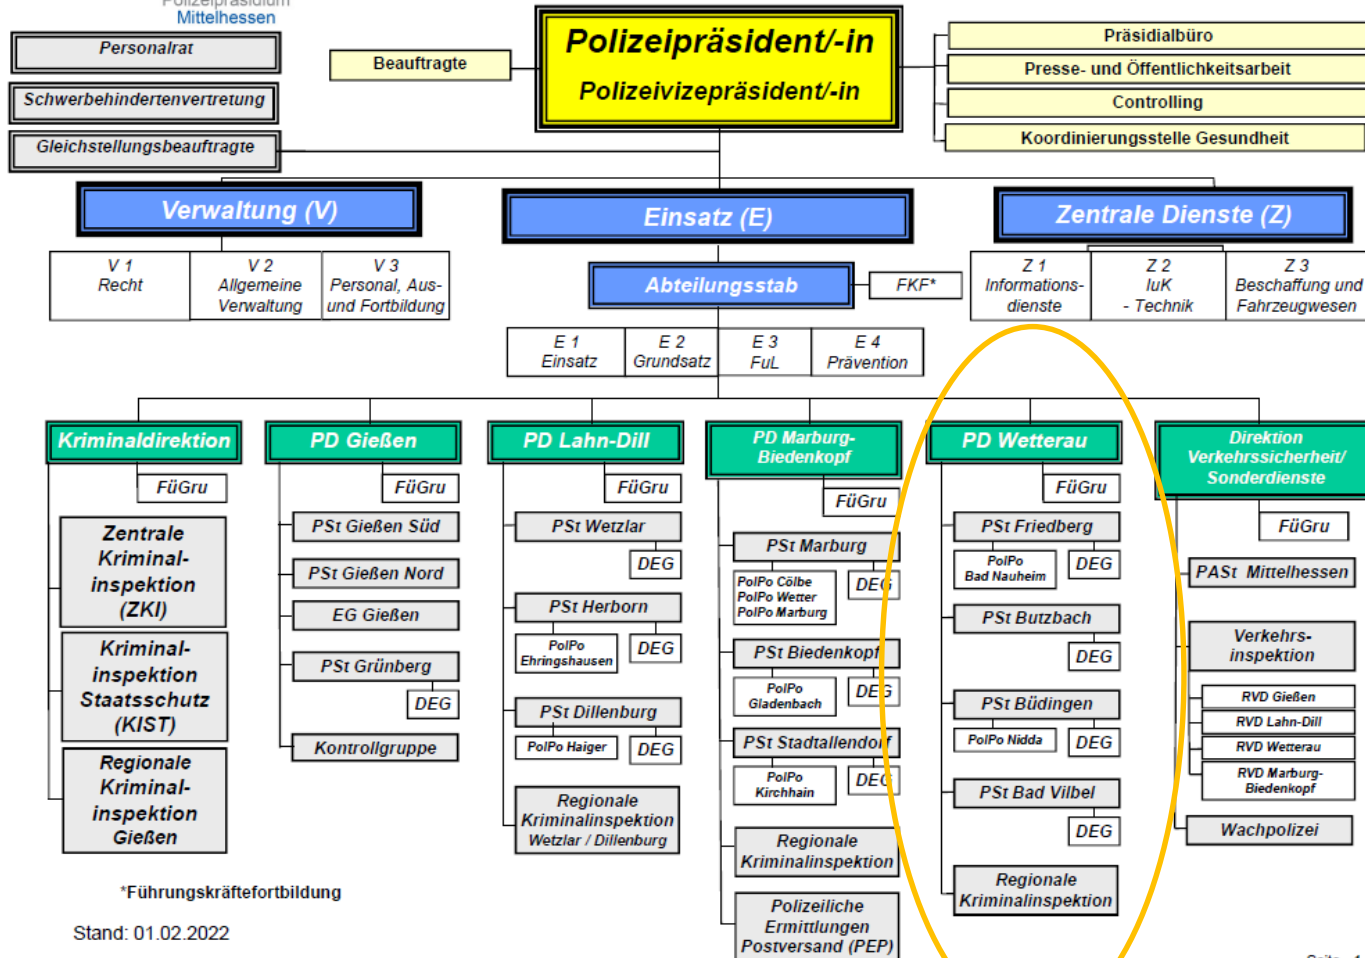 Polizeipräsidium
Mittelhessen
Personalrat
Schwerbehindertenvertretung
Gleichstellungsbeauftragte
Beauftragte
Polizeipräsident/-in
Polizeivizepräsident/-in
Präsidialbüro
Presse- und Öffentlichkeitsarbeit
Controlling
Koordinierungsstelle Gesundheit
Verwaltung (V)
Einsatz (E)
Zentrale Dienste (Z)
V 1
Recht
V 2
Allgemeine
Verwaltung
V 3
Personal, Aus-
und Fortbildung
Abteilungsstab
FKF*
Z 1
Informations-
dienste
Z 2
IuK
- Technik
Z 3
Beschaffung und
Fahrzeugwesen
E 1
Einsatz
E 2
Grundsatz
E 3
FuL
E 4
Prävention
Kriminaldirektion
FüGru
Zentrale
Kriminal-
inspektion
(ZKI)
Kriminal-
inspektion
Staatsschutz
(KIST)
Regionale
Kriminal-
inspektion
Gießen
PD Gießen
FüGru
PSt Gießen Süd
PSt Gießen Nord
EG Gießen
PSt Grünberg
DEG
Kontrollgruppe
PD Lahn-Dill
FüGru
PSt Wetzlar
DEG
PSt Herborn
PolPo
Ehringshausen
DEG
PSt Dillenburg
PolPo Haiger
DEG
Regionale
Kriminalinspektion
Wetzlar / Dillenburg
PD Marburg-
Biedenkopf
FüGru
PSt Marburg
PolPo Cölbe
PolPo Wetter
PolPo Marburg
DEG
PSt Biedenkopf
PolPo
Gladenbach
DEG
PSt Stadtallendorf
PolPo
Kirchhain
DEG
Regionale
Kriminalinspektion
Polizeiliche
Ermittlungen
Postversand (PEP)
PD Wetterau
FüGru
PSt Friedberg
PolPo
Bad Nauheim
DEG
PSt Butzbach
DEG
PSt Büdingen
PolPo Nidda
DEG
PSt Bad Vilbel
DEG
Regionale
Kriminalinspektion
Direktion
Verkehrssicherheit/
Sonderdienste
FüGru
PASt Mittelhessen
Verkehrs-
inspektion
RVD Gießen
RVD Lahn-Dill
RVD Wetterau
RVD Marburg-
Biedenkopf
Wachpolizei
*Führungskräftefortbildung
Stand: 01.02.2022